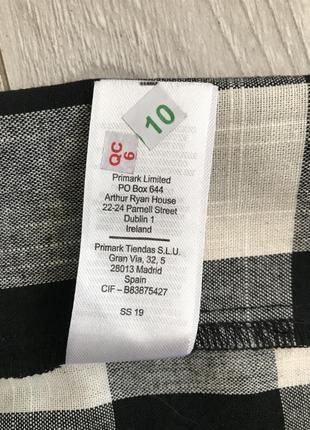 10
QC
6
Primark Limited
PO Box 644
Arthur Ryan House
22-24 Parnell Street
Dublin 1
Ireland
Primark Tiendas S.L.U.
Gran Via, 32, 5
28013 Madrid
Spain
CIF – B83875427
SS 19